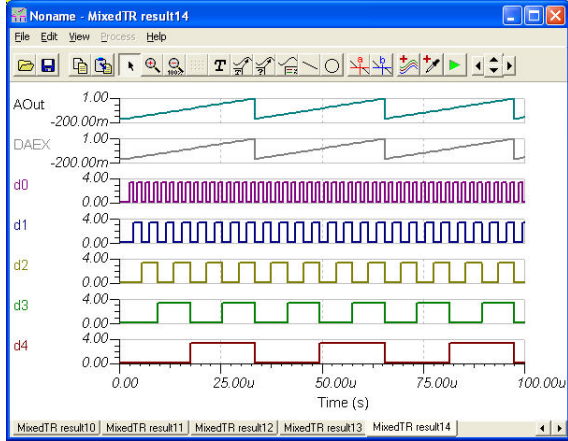 Noname - MixedTR result14
File Edit View Process Help
T 100%
AOut 1.00
-200.00m
DAEX 1.00
-200.00m
d0 4.00
0.00
d1 4.00
0.00
d2 4.00
0.00
d3 4.00
0.00
d4 4.00
0.00
0.00 25.00u 50.00u 75.00u 100.00u
Time (s)
MixedTR result10 MixedTR result11 MixedTR result12 MixedTR result13 MixedTR result14